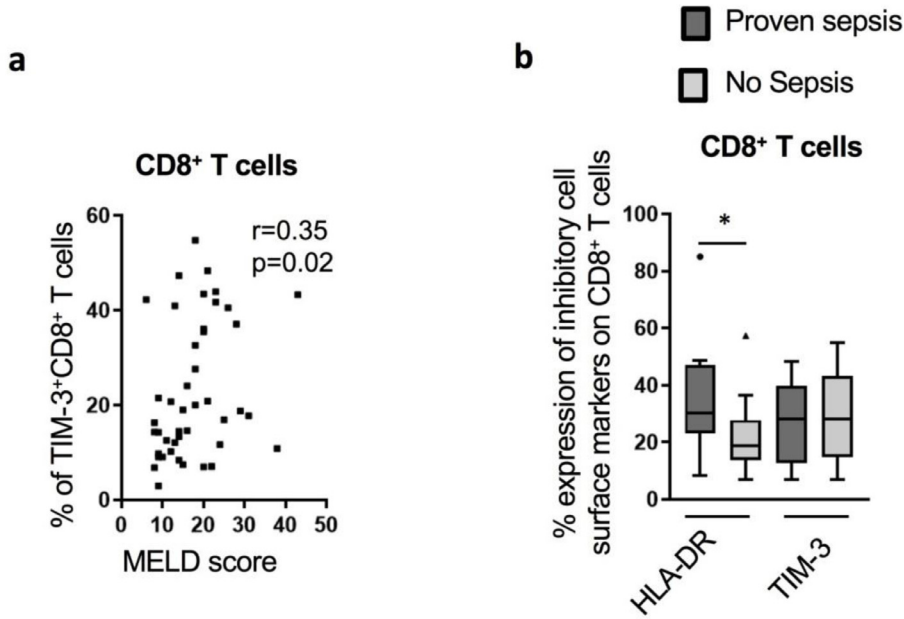 a
CD8⁺ T cells
% of TIM-3⁺CD8⁺ T cells
60
40
20
0
r=0.35
p=0.02
0 10 20 30 40 50
MELD score
b
Proven sepsis
No Sepsis
CD8⁺ T cells
% expression of inhibitory cell
surface markers on CD8⁺ T cells
100
80
60
40
20
0
*
HLA-DR
TIM-3